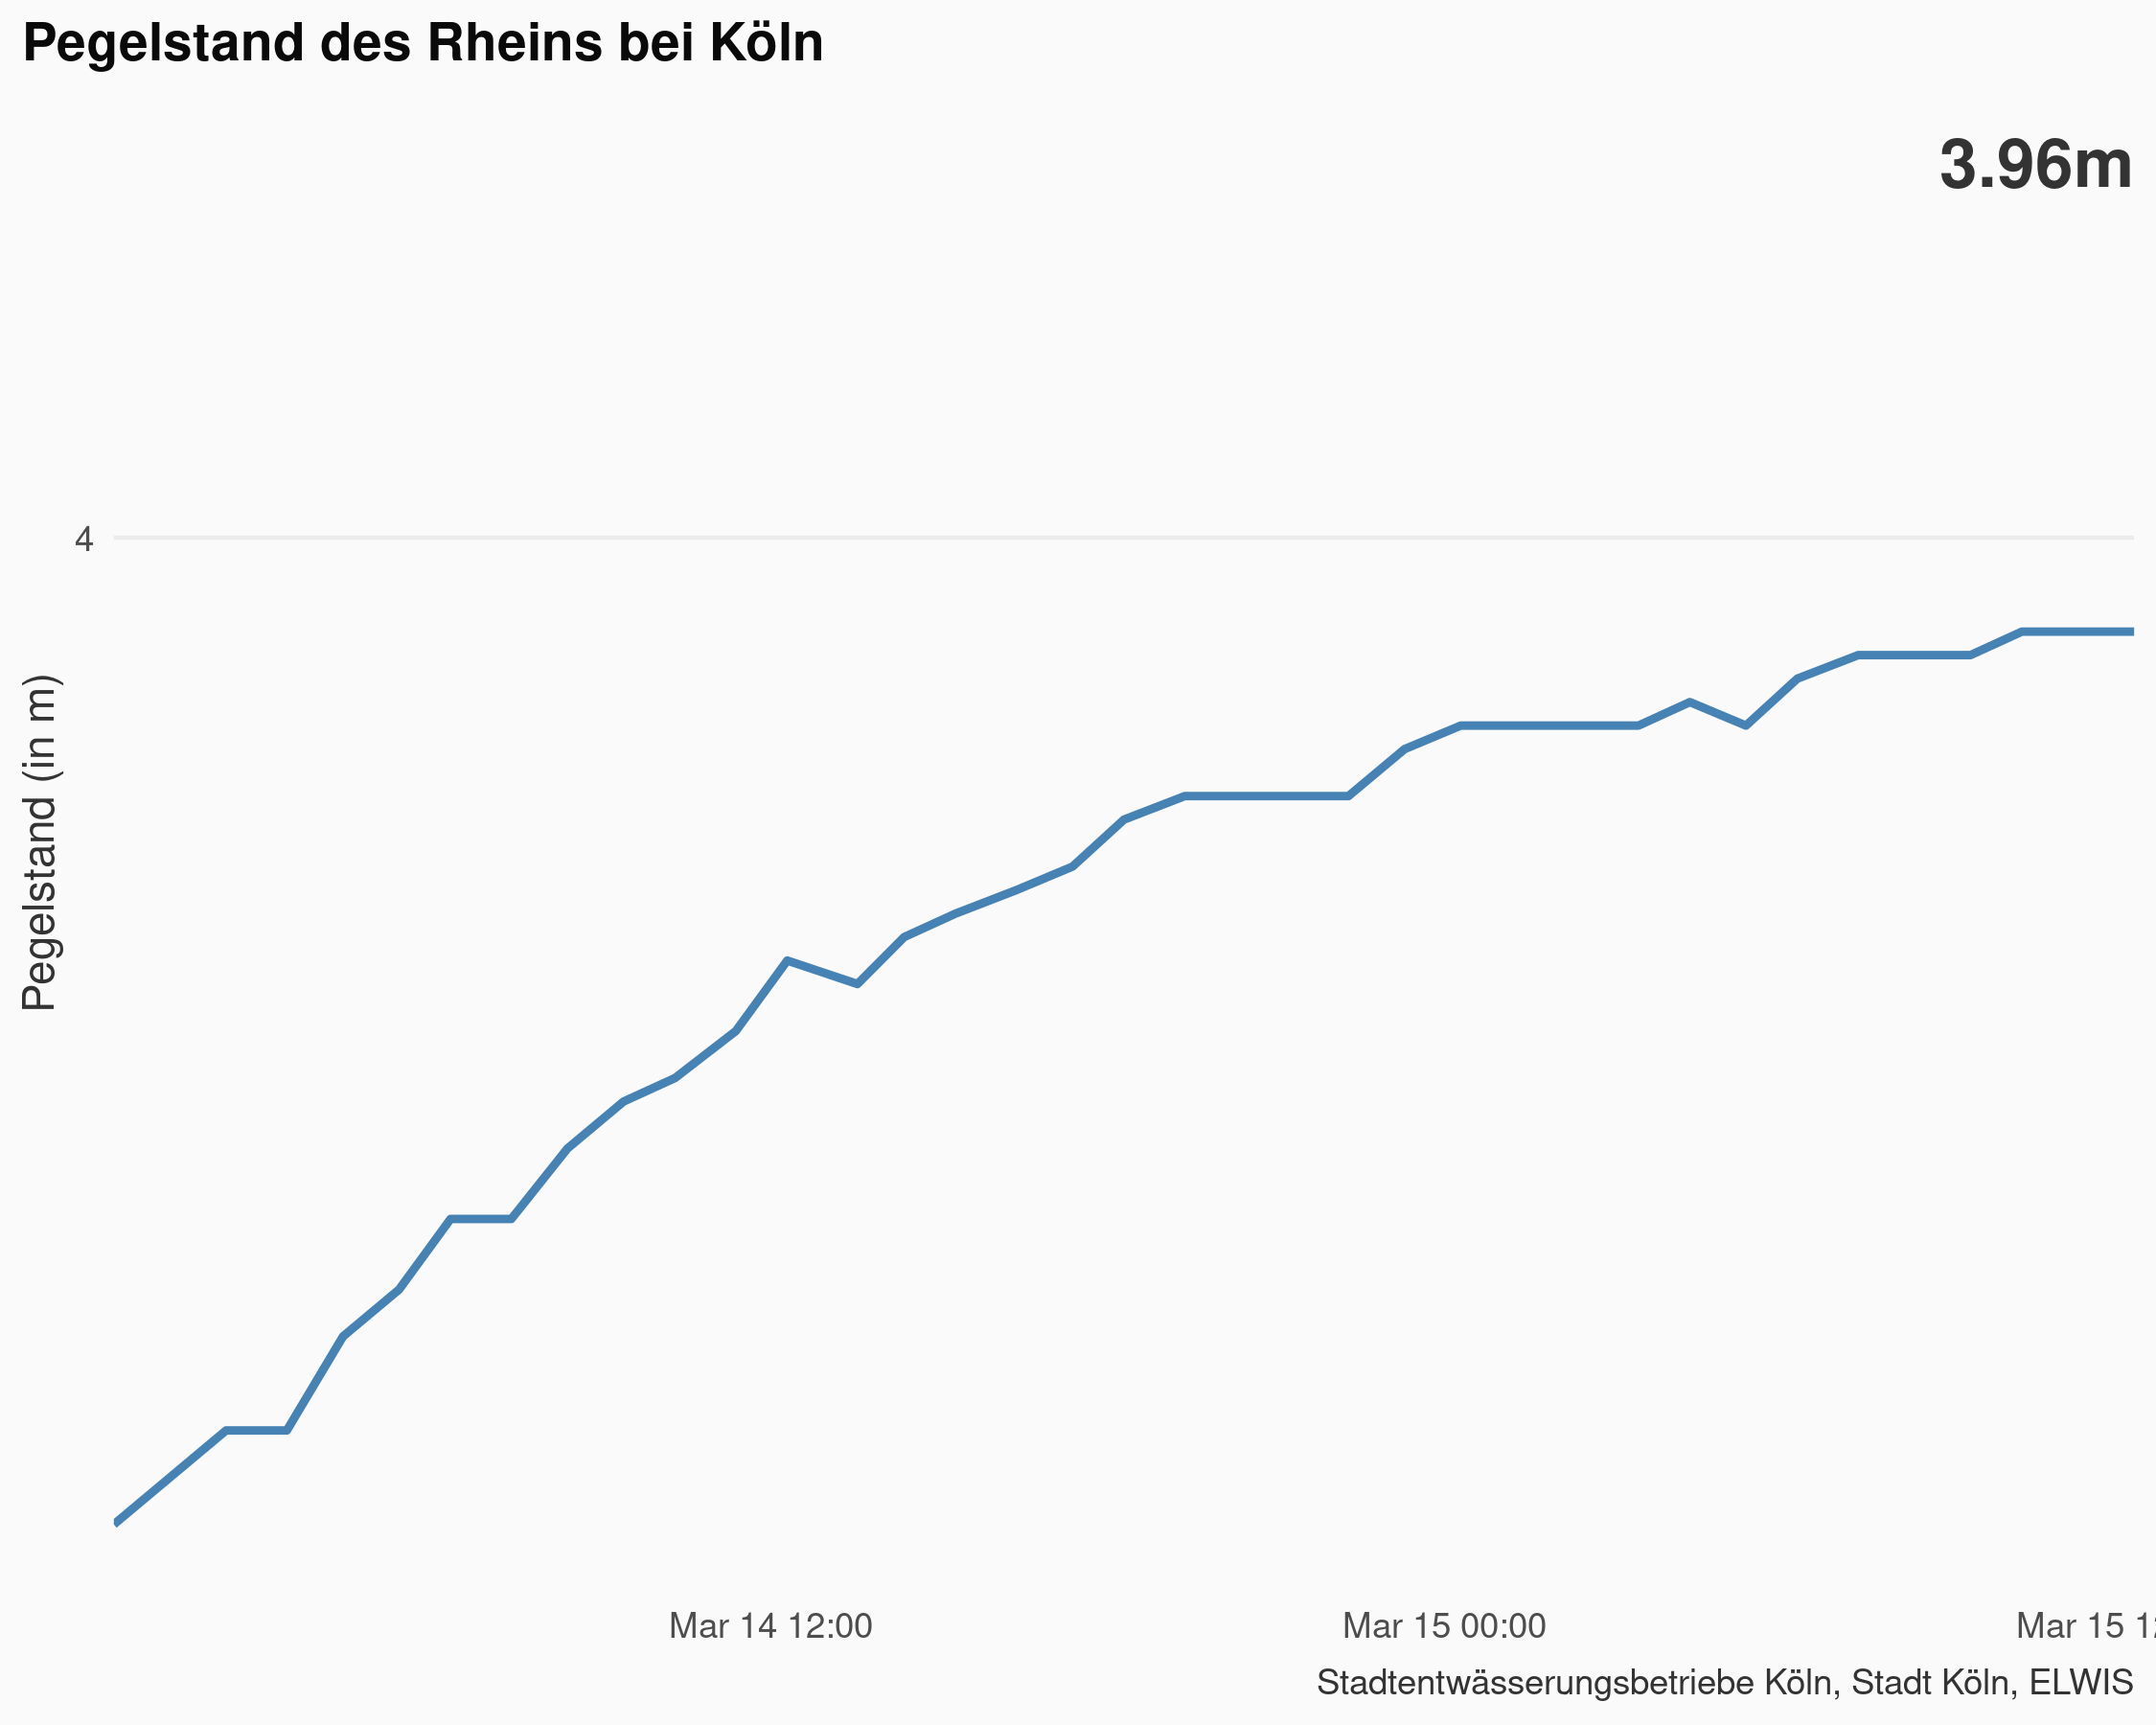 Pegelstand des Rheins bei Köln
3.96m
4
Pegelstand (in m)
Mar 14 12:00
Mar 15 00:00
Mar 15 1
Stadtentwässerungsbetriebe Köln, Stadt Köln, ELWIS